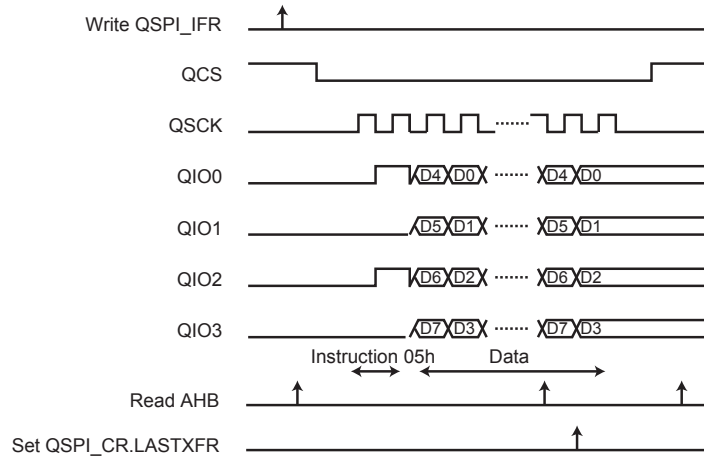 Write QSPI_IFR
QCS
QSCK
QIO0 D4 D0 ....... D4 D0
QIO1 D5 D1 ....... D5 D1
QIO2 D6 D2 ....... D6 D2
QIO3 D7 D3 ....... D7 D3
Instruction 05h Data
Read AHB
Set QSPI_CR.LASTXFR